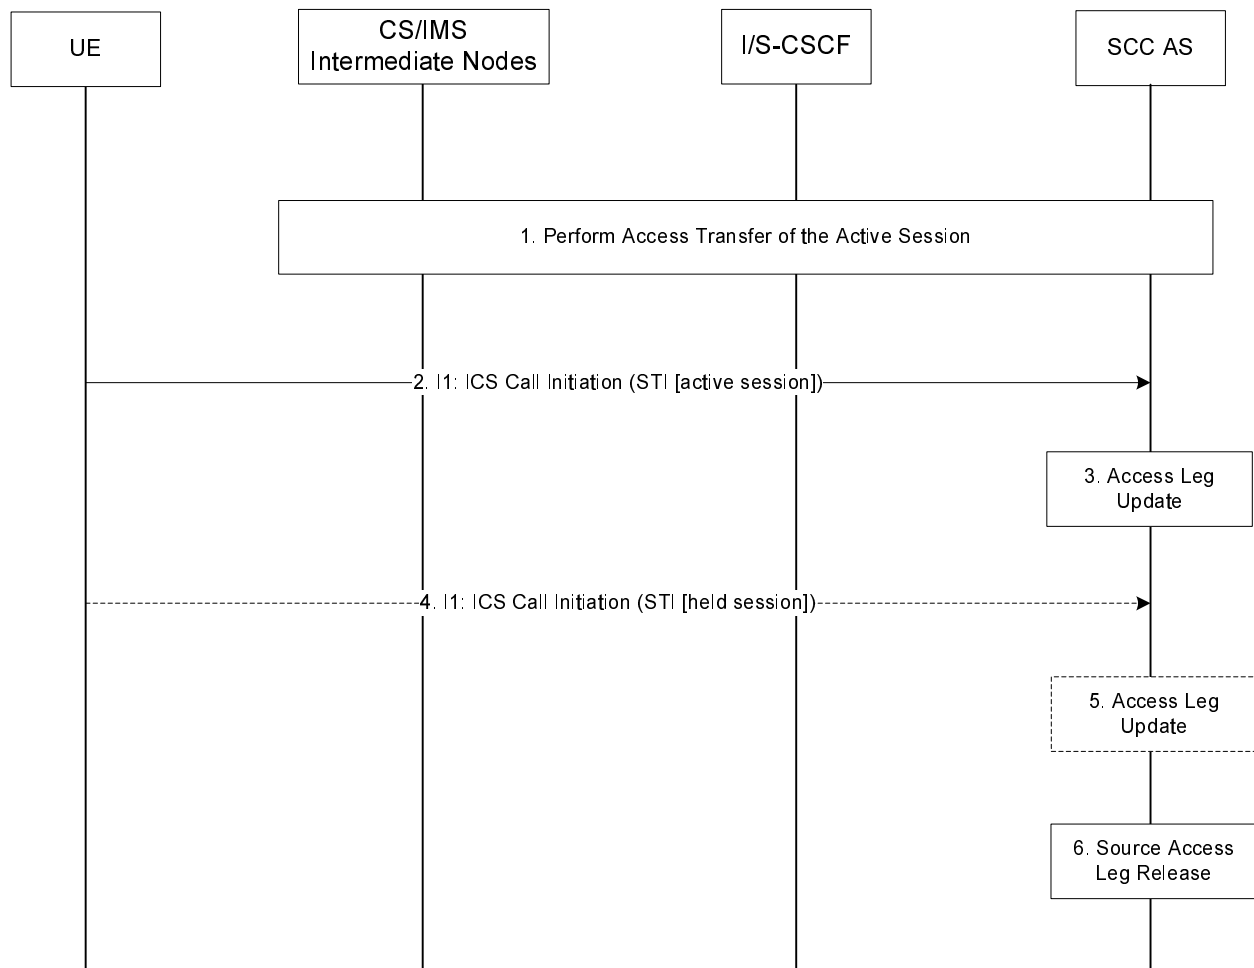 UE
CS/IMS
Intermediate Nodes
I/S-CSCF
SCC AS
1. Perform Access Transfer of the Active Session
2. I1: ICS Call Initiation (STI [active session])
3. Access Leg
Update
4. I1: ICS Call Initiation (STI [held session])
5. Access Leg
Update
6. Source Access
Leg Release